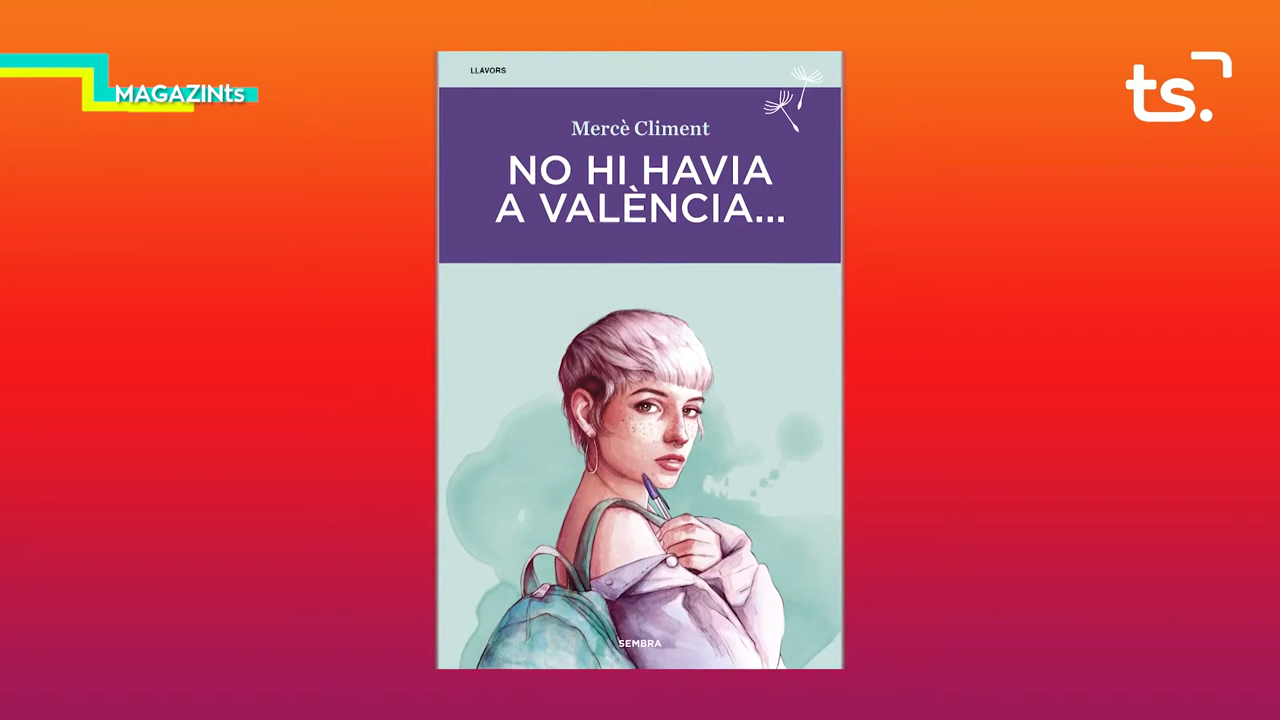 MAGAZINts
ts.
LLAVORS
Mercè Climent
NO HI HAVIA
A VALÈNCIA...
SEMBRA